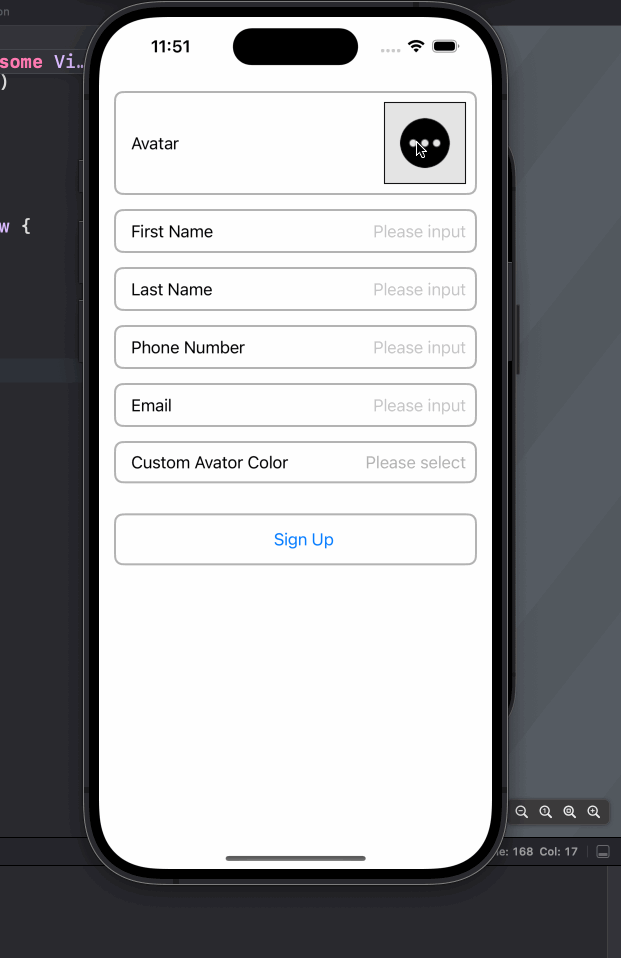 on
11:51
some Vi…
)
Avatar
w {
First Name Please input
Last Name Please input
Phone Number Please input
Email Please input
Custom Avator Color Please select
Sign Up
e: 168 Col: 17